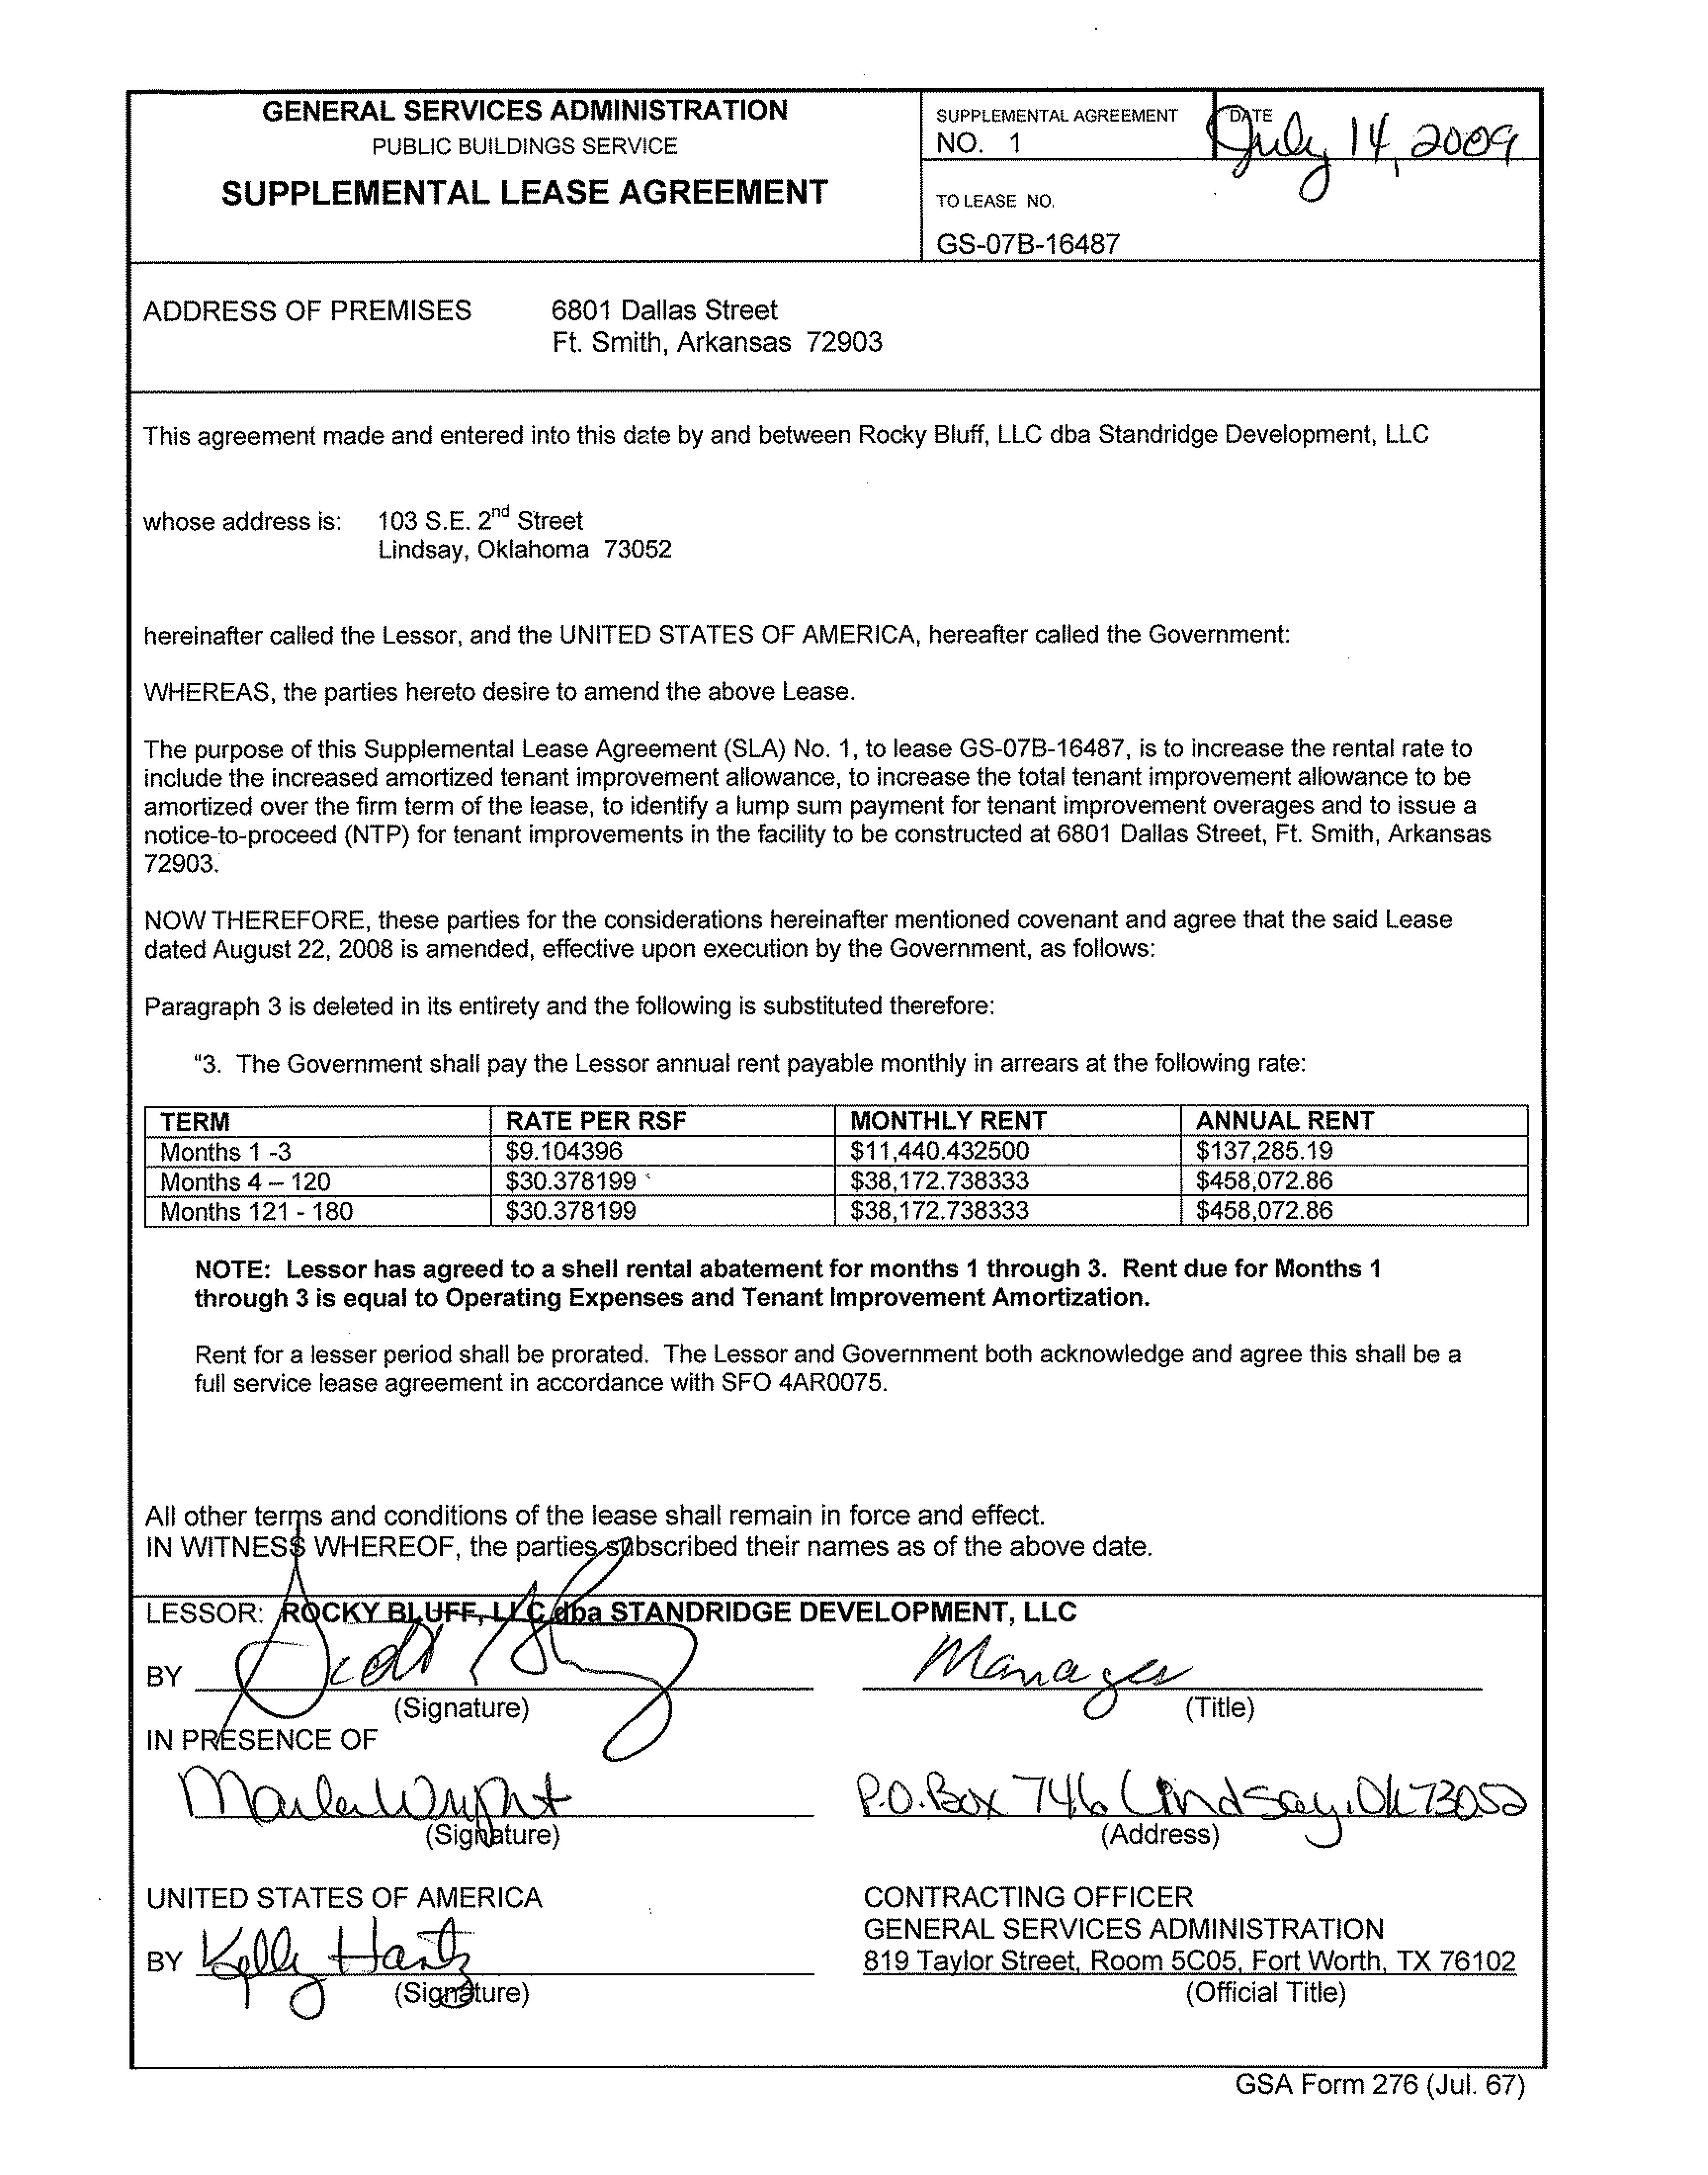 GENERAL SERVICES ADMINISTRATION
PUBLIC BUILDINGS SERVICE
SUPPLEMENTAL LEASE AGREEMENT
SUPPLEMENTAL AGREEMENT
NO. 1
DATE
July 14, 2009
TO LEASE NO.
GS-07B-16487
ADDRESS OF PREMISES 6801 Dallas Street
Ft. Smith, Arkansas 72903
This agreement made and entered into this date by and between Rocky Bluff, LLC dba Standridge Development, LLC
whose address is: 103 S.E. 2nd Street
Lindsay, Oklahoma 73052
hereinafter called the Lessor, and the UNITED STATES OF AMERICA, hereafter called the Government:
WHEREAS, the parties hereto desire to amend the above Lease.
The purpose of this Supplemental Lease Agreement (SLA) No. 1, to lease GS-07B-16487, is to increase the rental rate to
include the increased amortized tenant improvement allowance, to increase the total tenant improvement allowance to be
amortized over the firm term of the lease, to identify a lump sum payment for tenant improvement overages and to issue a
notice-to-proceed (NTP) for tenant improvements in the facility to be constructed at 6801 Dallas Street, Ft. Smith, Arkansas
72903.
NOW THEREFORE, these parties for the considerations hereinafter mentioned covenant and agree that the said Lease
dated August 22, 2008 is amended, effective upon execution by the Government, as follows:
Paragraph 3 is deleted in its entirety and the following is substituted therefore:
"3. The Government shall pay the Lessor annual rent payable monthly in arrears at the following rate:
TERM RATE PER RSF MONTHLY RENT ANNUAL RENT
Months 1 -3 $9.104396 $11,440.432500 $137,285.19
Months 4 – 120 $30.378199 $38,172.738333 $458,072.86
Months 121 - 180 $30.378199 $38,172.738333 $458,072.86
NOTE: Lessor has agreed to a shell rental abatement for months 1 through 3. Rent due for Months 1
through 3 is equal to Operating Expenses and Tenant Improvement Amortization.
Rent for a lesser period shall be prorated. The Lessor and Government both acknowledge and agree this shall be a
full service lease agreement in accordance with SFO 4AR0075.
All other terms and conditions of the lease shall remain in force and effect.
IN WITNESS WHEREOF, the parties subscribed their names as of the above date.
LESSOR: ROCKY BLUFF, LLC dba STANDRIDGE DEVELOPMENT, LLC
BY Scott Manager
(Signature) (Title)
IN PRESENCE OF
Marla Wright P.O. Box 746 Lindsay, OK 73052
(Signature) (Address)
UNITED STATES OF AMERICA CONTRACTING OFFICER
GENERAL SERVICES ADMINISTRATION
BY Kelly Hantz 819 Taylor Street, Room 5C05, Fort Worth, TX 76102
(Signature) (Official Title)
GSA Form 276 (Jul. 67)